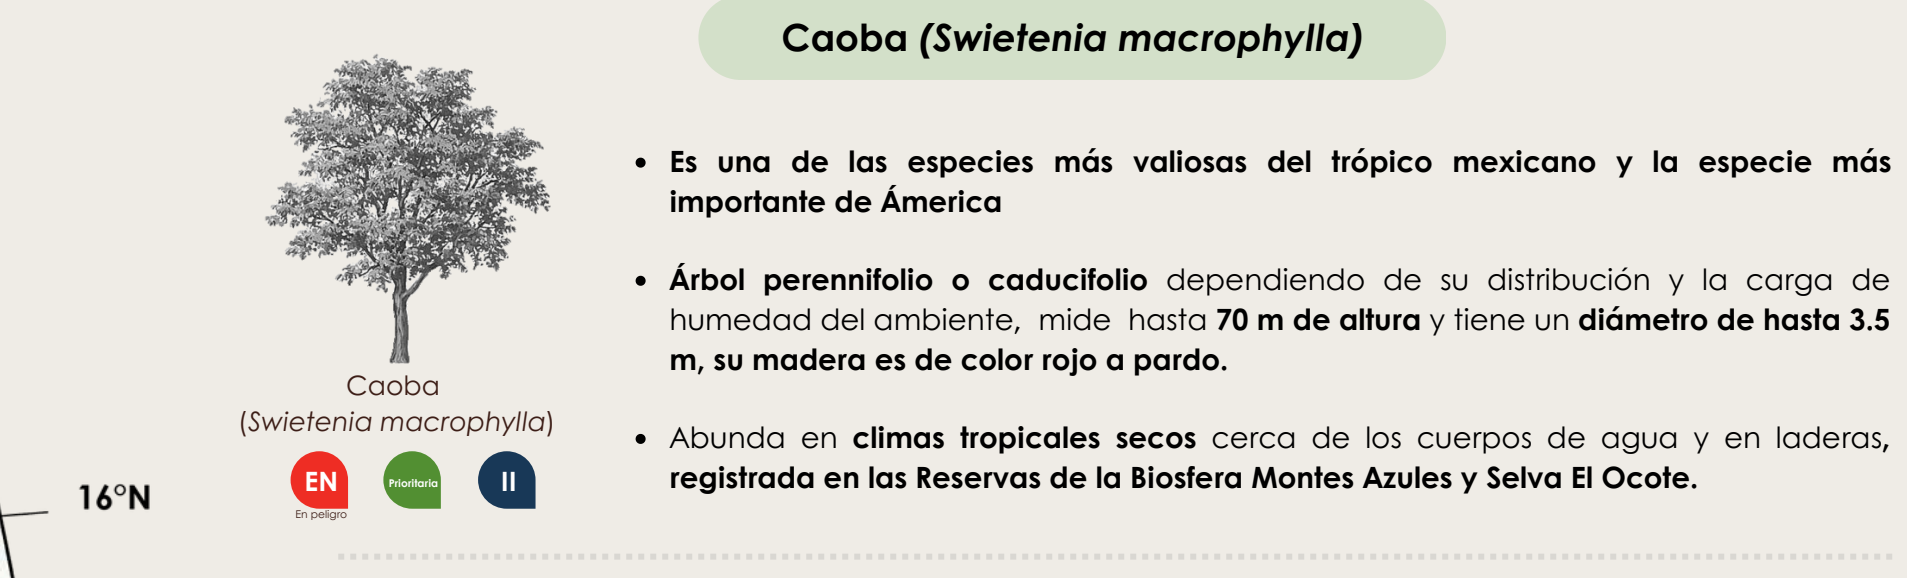 Caoba (Swietenia macrophylla)
• Es una de las especies más valiosas del trópico mexicano y la especie más
importante de Ámerica
• Árbol perennifolio o caducifolio dependiendo de su distribución y la carga de
humedad del ambiente, mide hasta 70 m de altura y tiene un diámetro de hasta 3.5
m, su madera es de color rojo a pardo.
• Abunda en climas tropicales secos cerca de los cuerpos de agua y en laderas,
registrada en las Reservas de la Biosfera Montes Azules y Selva El Ocote.
Caoba
(Swietenia macrophylla)
EN
En peligro
Prioritaria
II
16°N